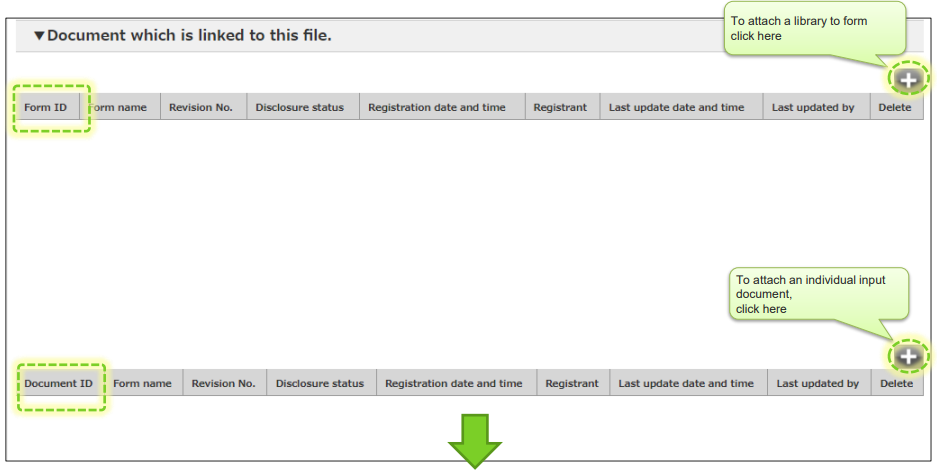 To attach a library to form
click here
▼Document which is linked to this file.
Form ID Form name Revision No. Disclosure status Registration date and time Registrant Last update date and time Last updated by Delete
To attach an individual input
document,
click here
Document ID Form name Revision No. Disclosure status Registration date and time Registrant Last update date and time Last updated by Delete